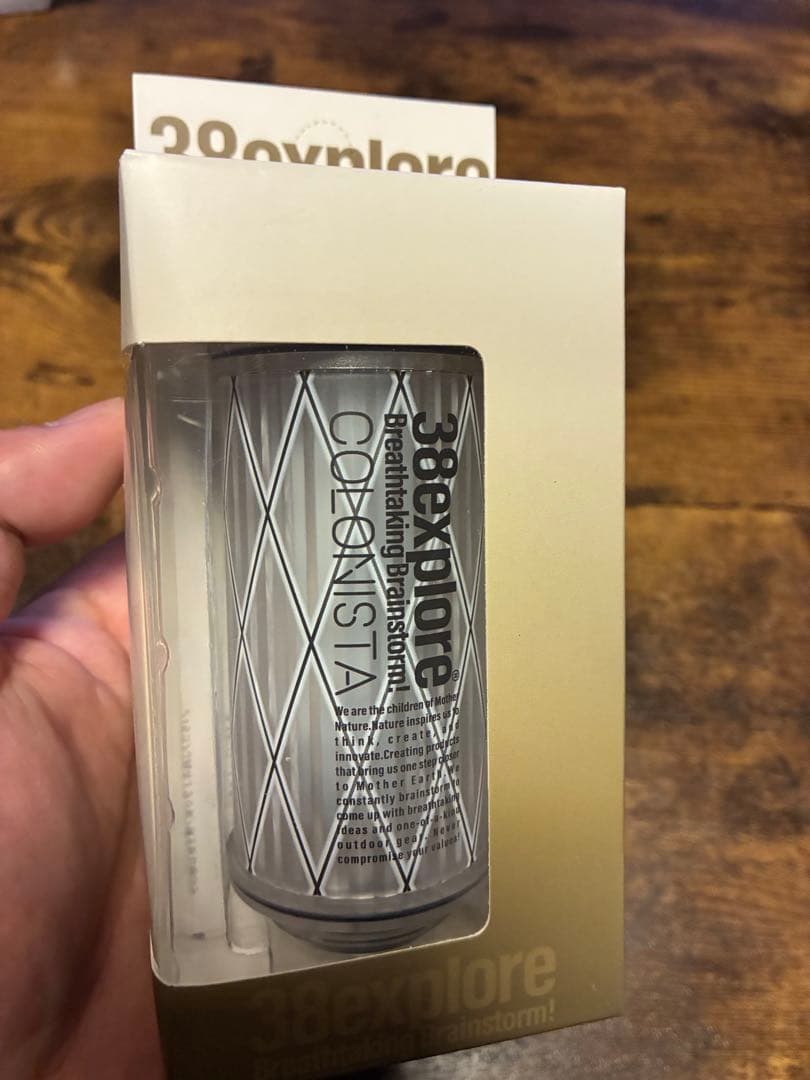 38explore
38explore®
Breathtaking Brainstorm!
COLONISTA
We are the children of Mother
Nature.Nature inspires us to
think, create, and
innovate.Creating products
that bring us one step closer
to Mother Earth. We
constantly brainstorm to
come up with breathtaking
ideas and one-of-a-kind
outdoor gear. Never
compromise your values!
38explore
Breathtaking Brainstorm!